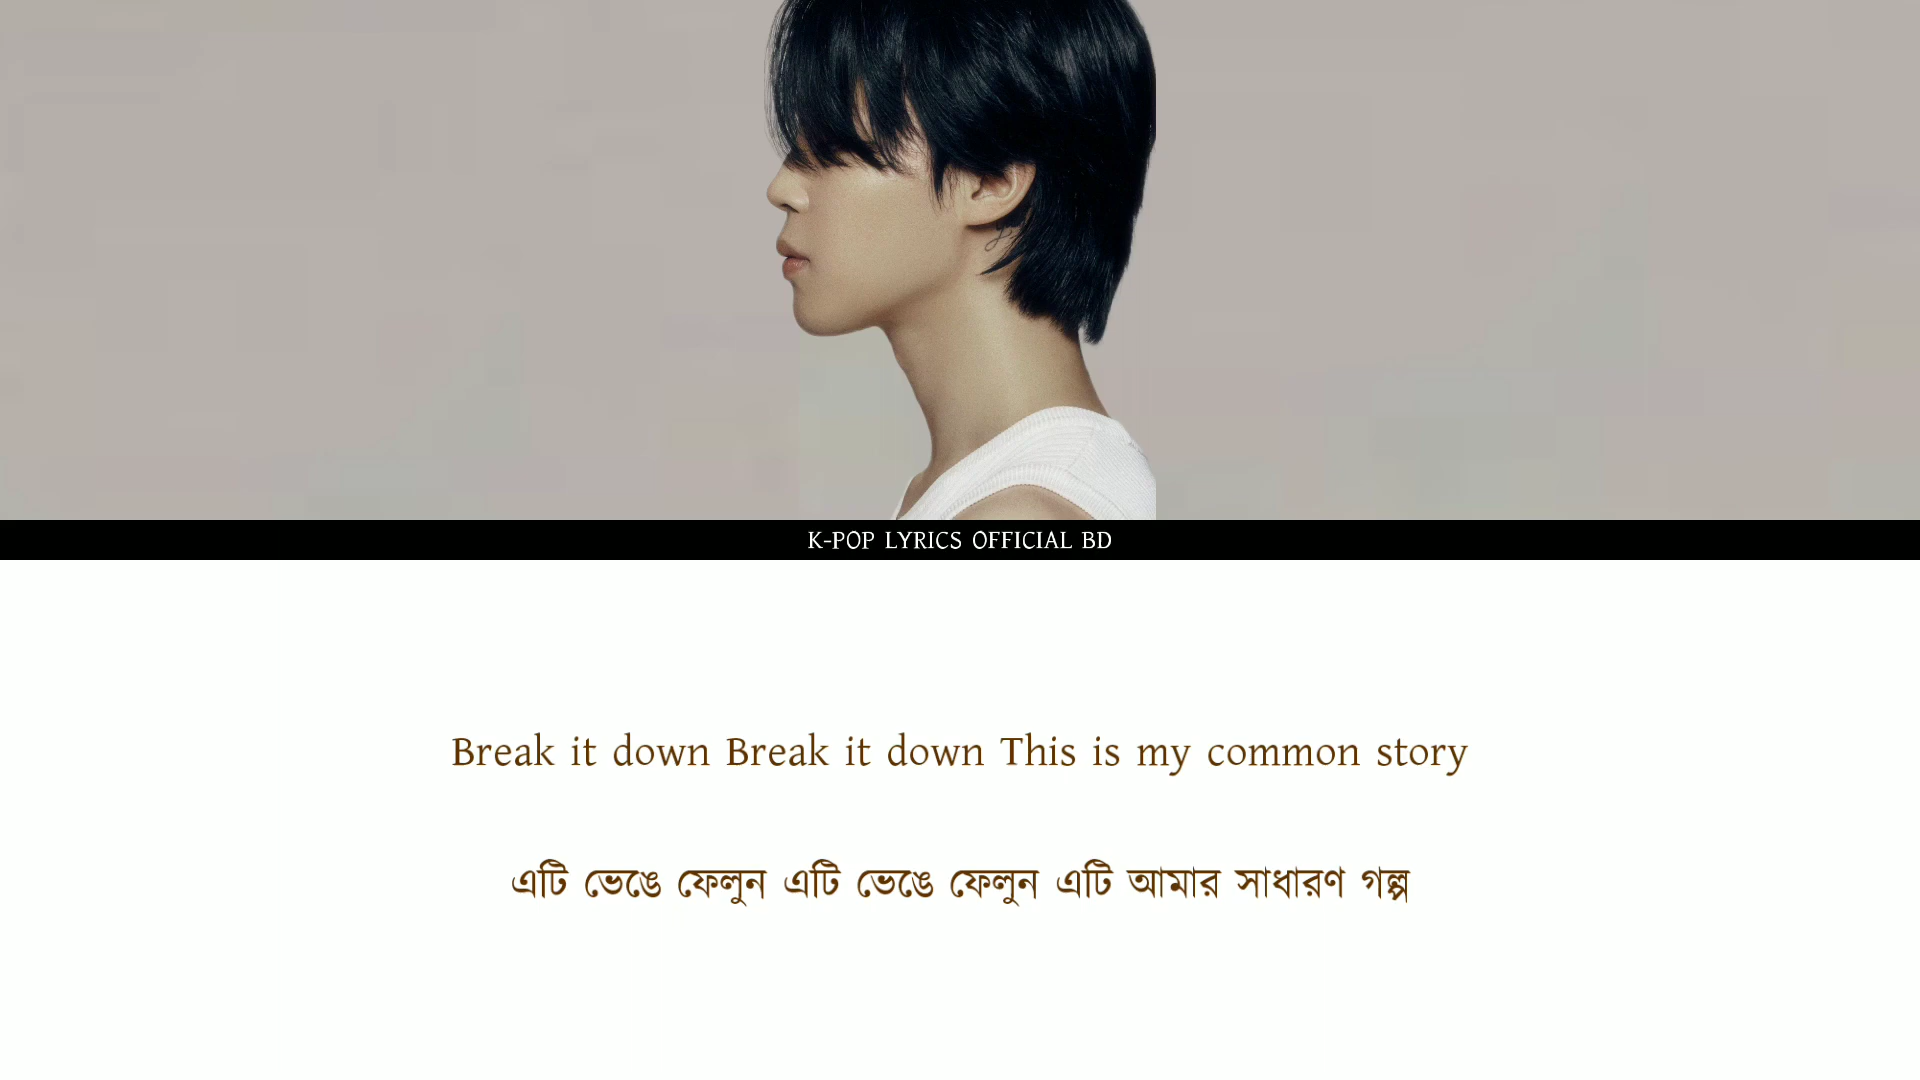 K-POP LYRICS OFFICIAL BD
Break it down Break it down This is my common story
এটি ভেঙে ফেলুন এটি ভেঙে ফেলুন এটি আমার সাধারণ গল্প